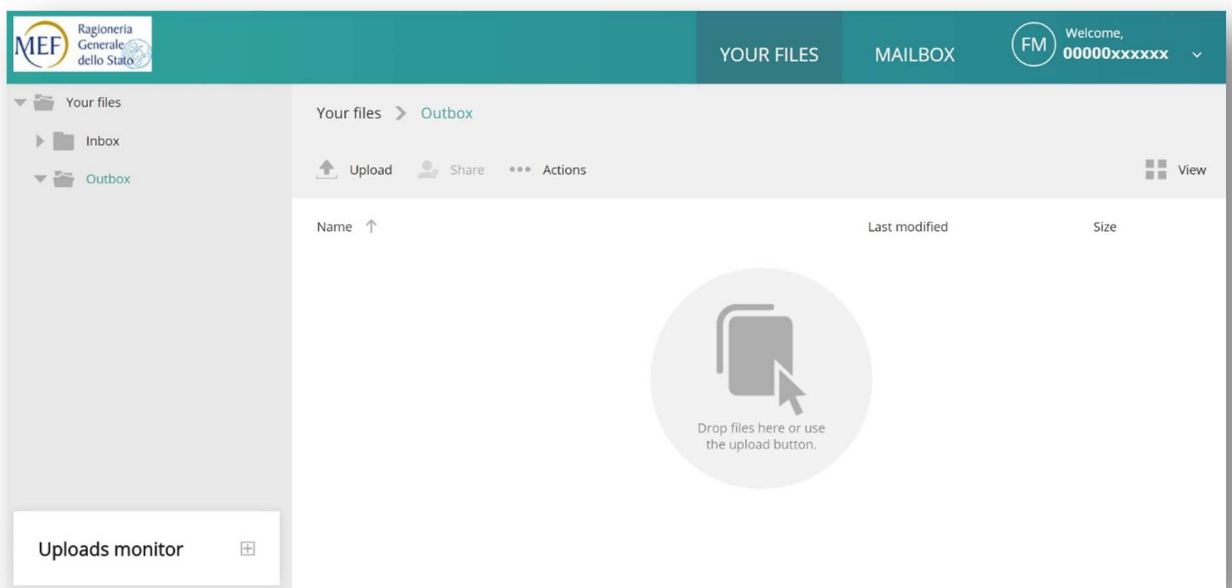 MEF
Ragioneria
Generale
dello Stato
YOUR FILES
MAILBOX
FM
Welcome,
00000xxxxxx
Your files
Inbox
Outbox
Your files
Outbox
Upload
Share
Actions
View
Name
Last modified
Size
Drop files here or use
the upload button.
Uploads monitor